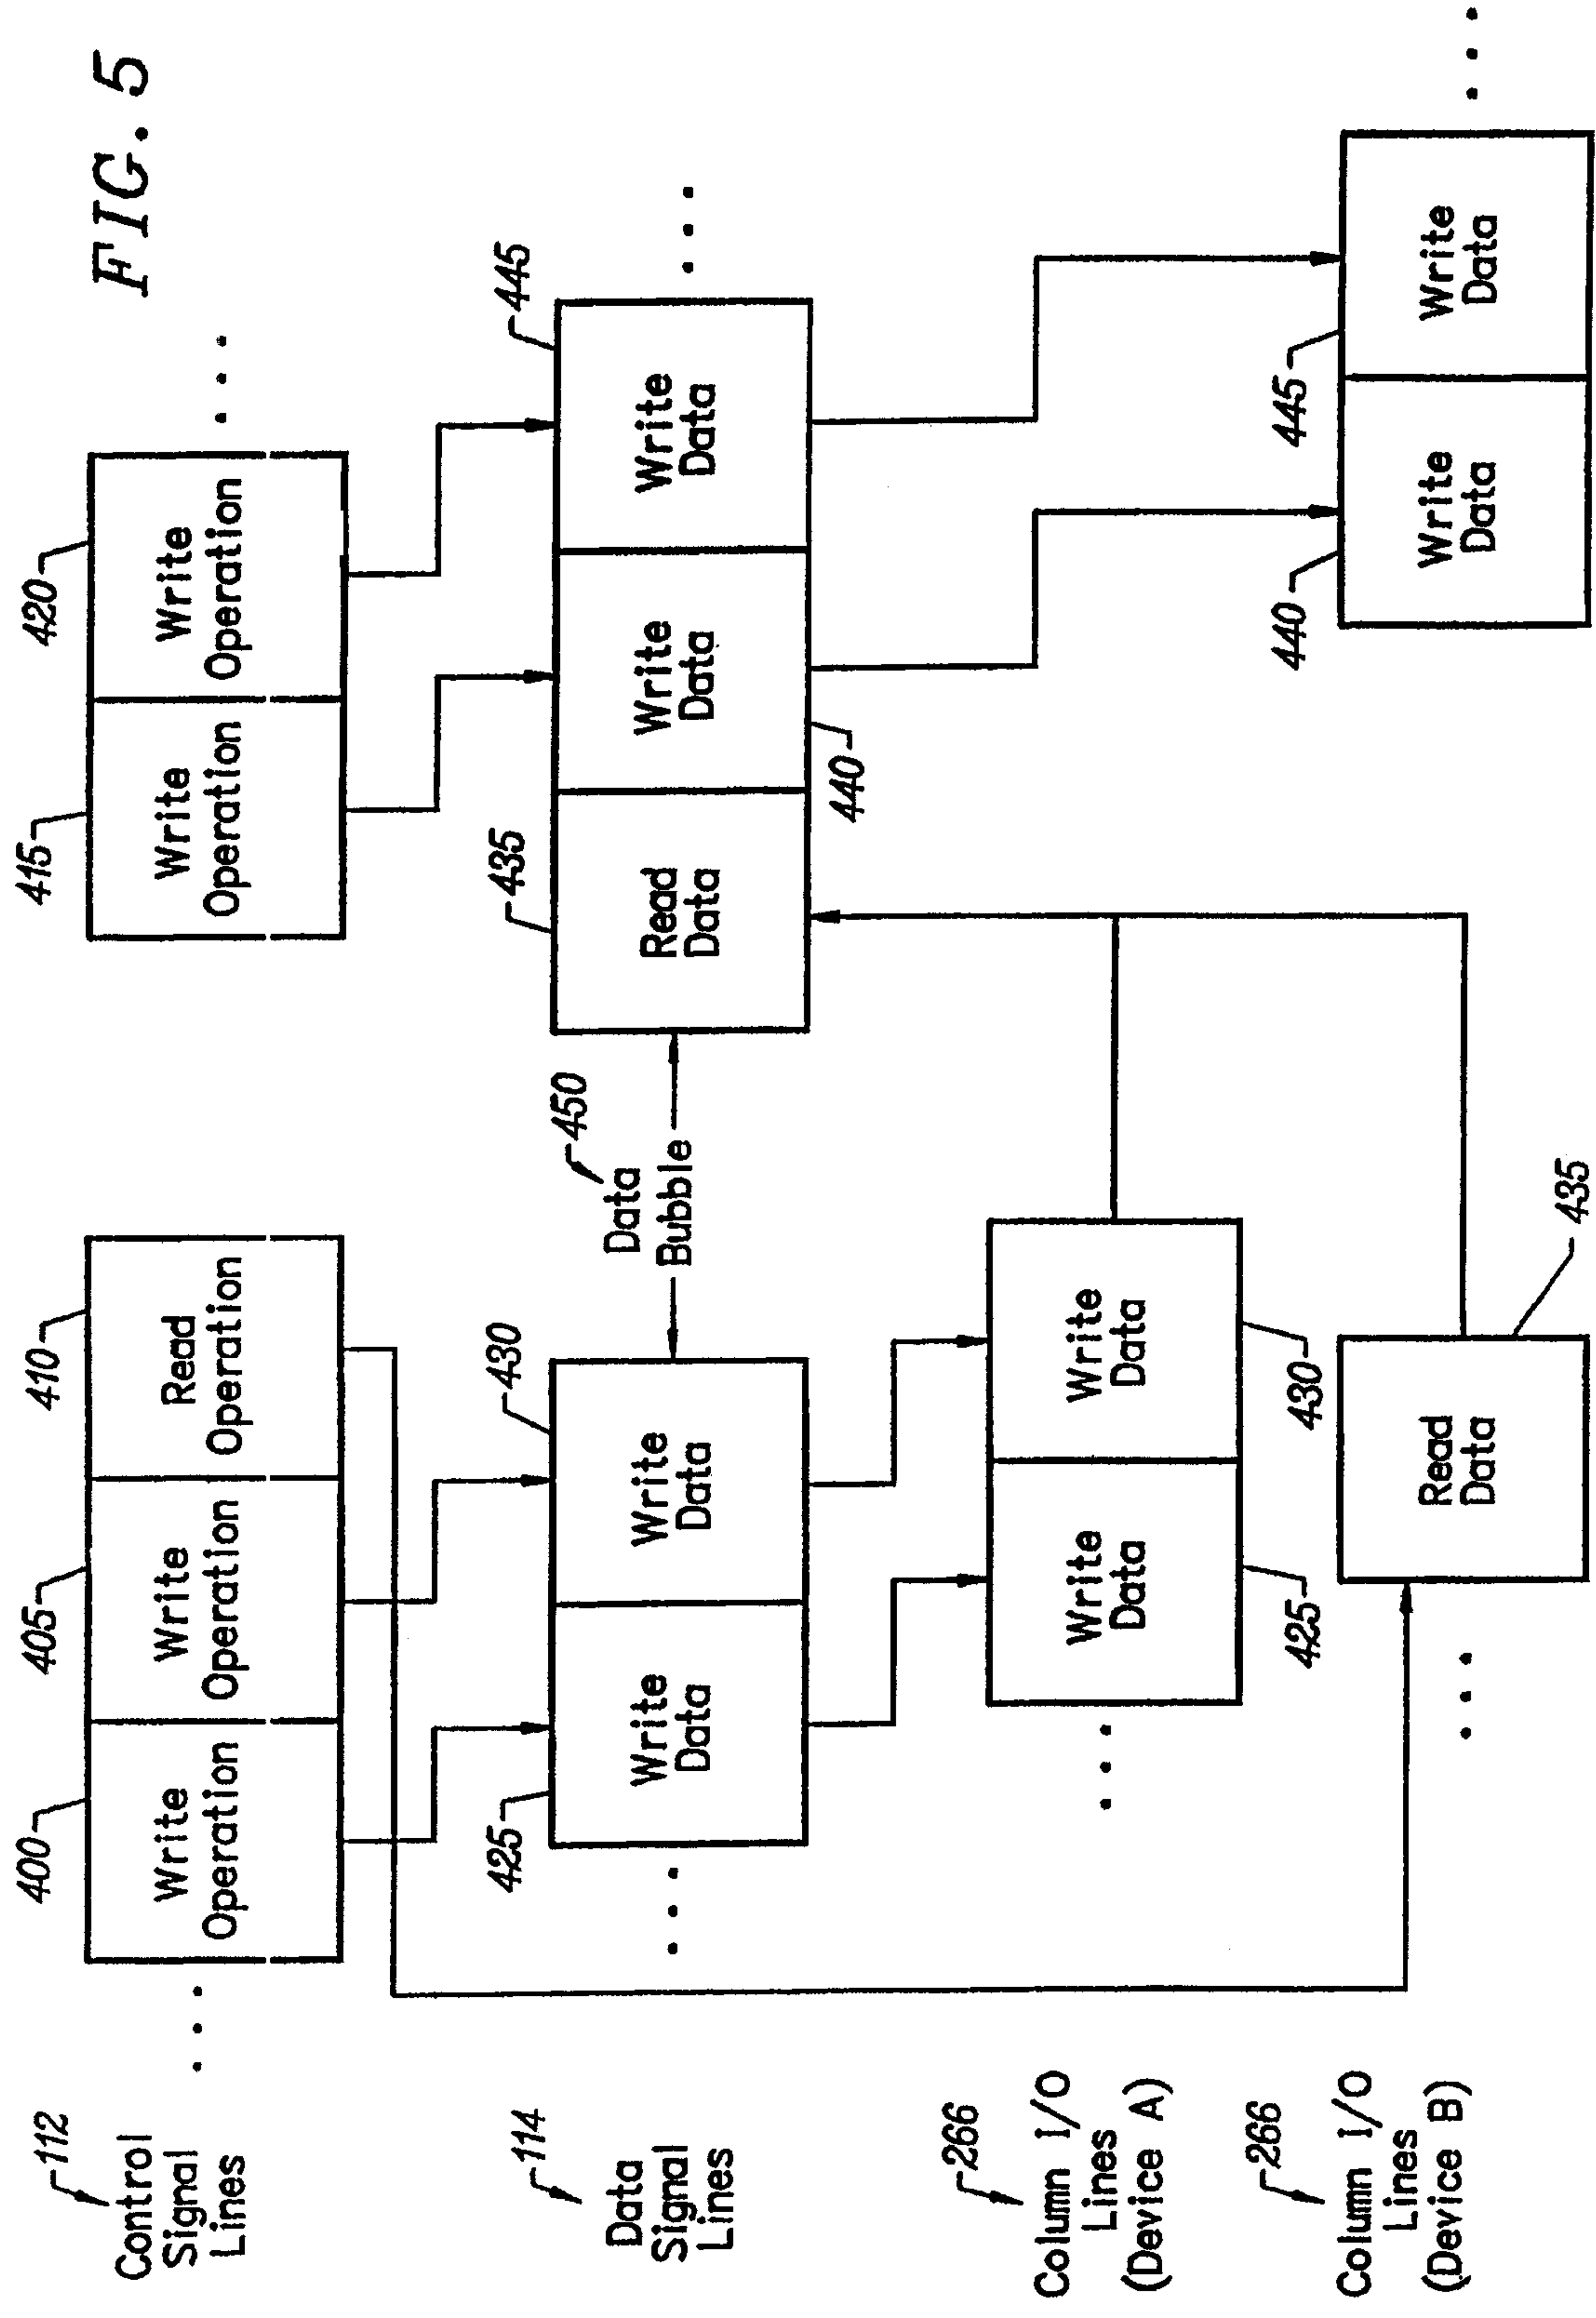 FIG. 5
112
Control
Signal
Lines
...
400
Write
Operation
405
Write
Operation
410
Read
Operation
415
Write
Operation
420
Write
Operation
...
114
Data
Signal
Lines
...
425
Write
Data
430
Write
Data
450
Data
Bubble
435
Read
Data
440
Write
Data
445
Write
Data
...
266
Column I/O
Lines
(Device A)
...
425
Write
Data
430
Write
Data
266
Column I/O
Lines
(Device B)
...
435
Read
Data
440
Write
Data
445
Write
Data
...